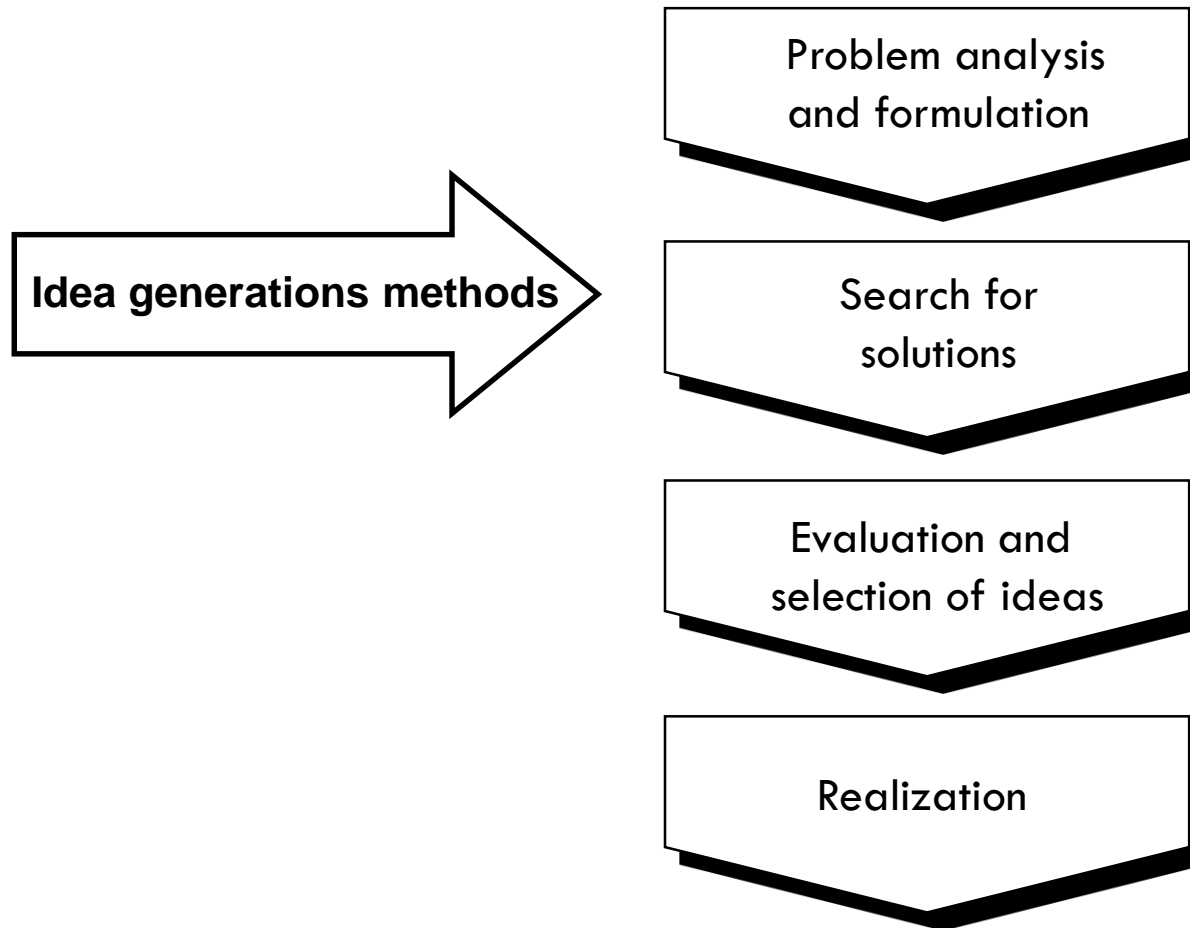 Problem analysis
and formulation
Idea generations methods
Search for
solutions
Evaluation and
selection of ideas
Realization